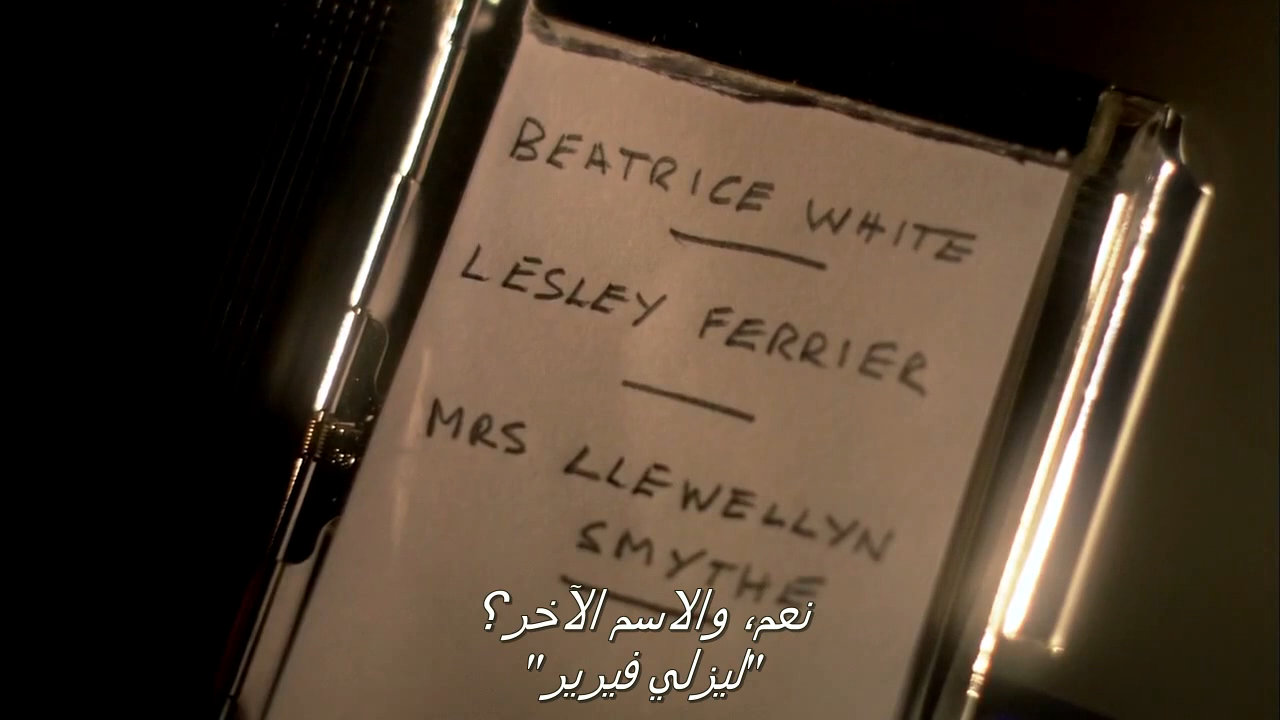 BEATRICE WHITE
LESLEY FERRIER
MRS LLEWELLYN
SMYTHE
نعم، والاسم الآخر؟
"ليزلي فيرير"